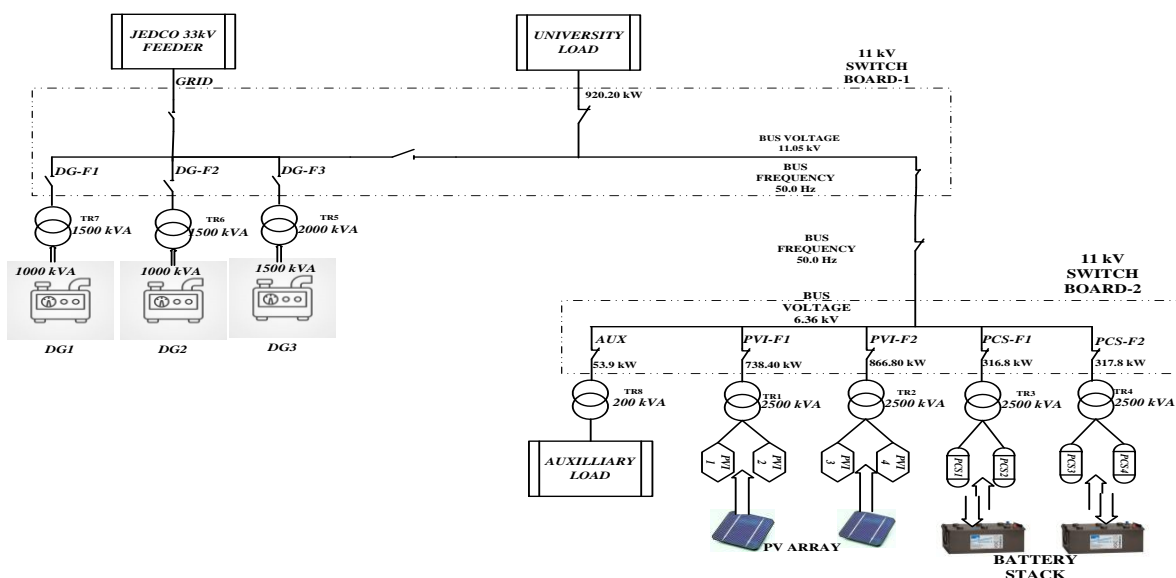 JEDCO 33kV
FEEDER
UNIVERSITY
LOAD
11 kV
SWITCH
BOARD-1
GRID
920.20 kW
BUS VOLTAGE
11.05 kV
DG-F1
DG-F2
DG-F3
BUS
FREQUENCY
50.0 Hz
TR7
1500 kVA
TR6
1500 kVA
TR5
2000 kVA
BUS
FREQUENCY
50.0 Hz
11 kV
SWITCH
BOARD-2
1000 kVA
1000 kVA
1500 kVA
DG1
DG2
DG3
BUS
VOLTAGE
6.36 kV
AUX
PVI-F1
PVI-F2
PCS-F1
PCS-F2
53.9 kW
738.40 kW
866.80 kW
316.8 kW
317.8 kW
TR8
200 kVA
TR1
2500 kVA
TR2
2500 kVA
TR3
2500 kVA
TR4
2500 kVA
AUXILLIARY
LOAD
PVI
1
PVI
2
PVI
3
PVI
4
PCS1
PCS2
PCS3
PCS4
PV ARRAY
BATTERY
STACK